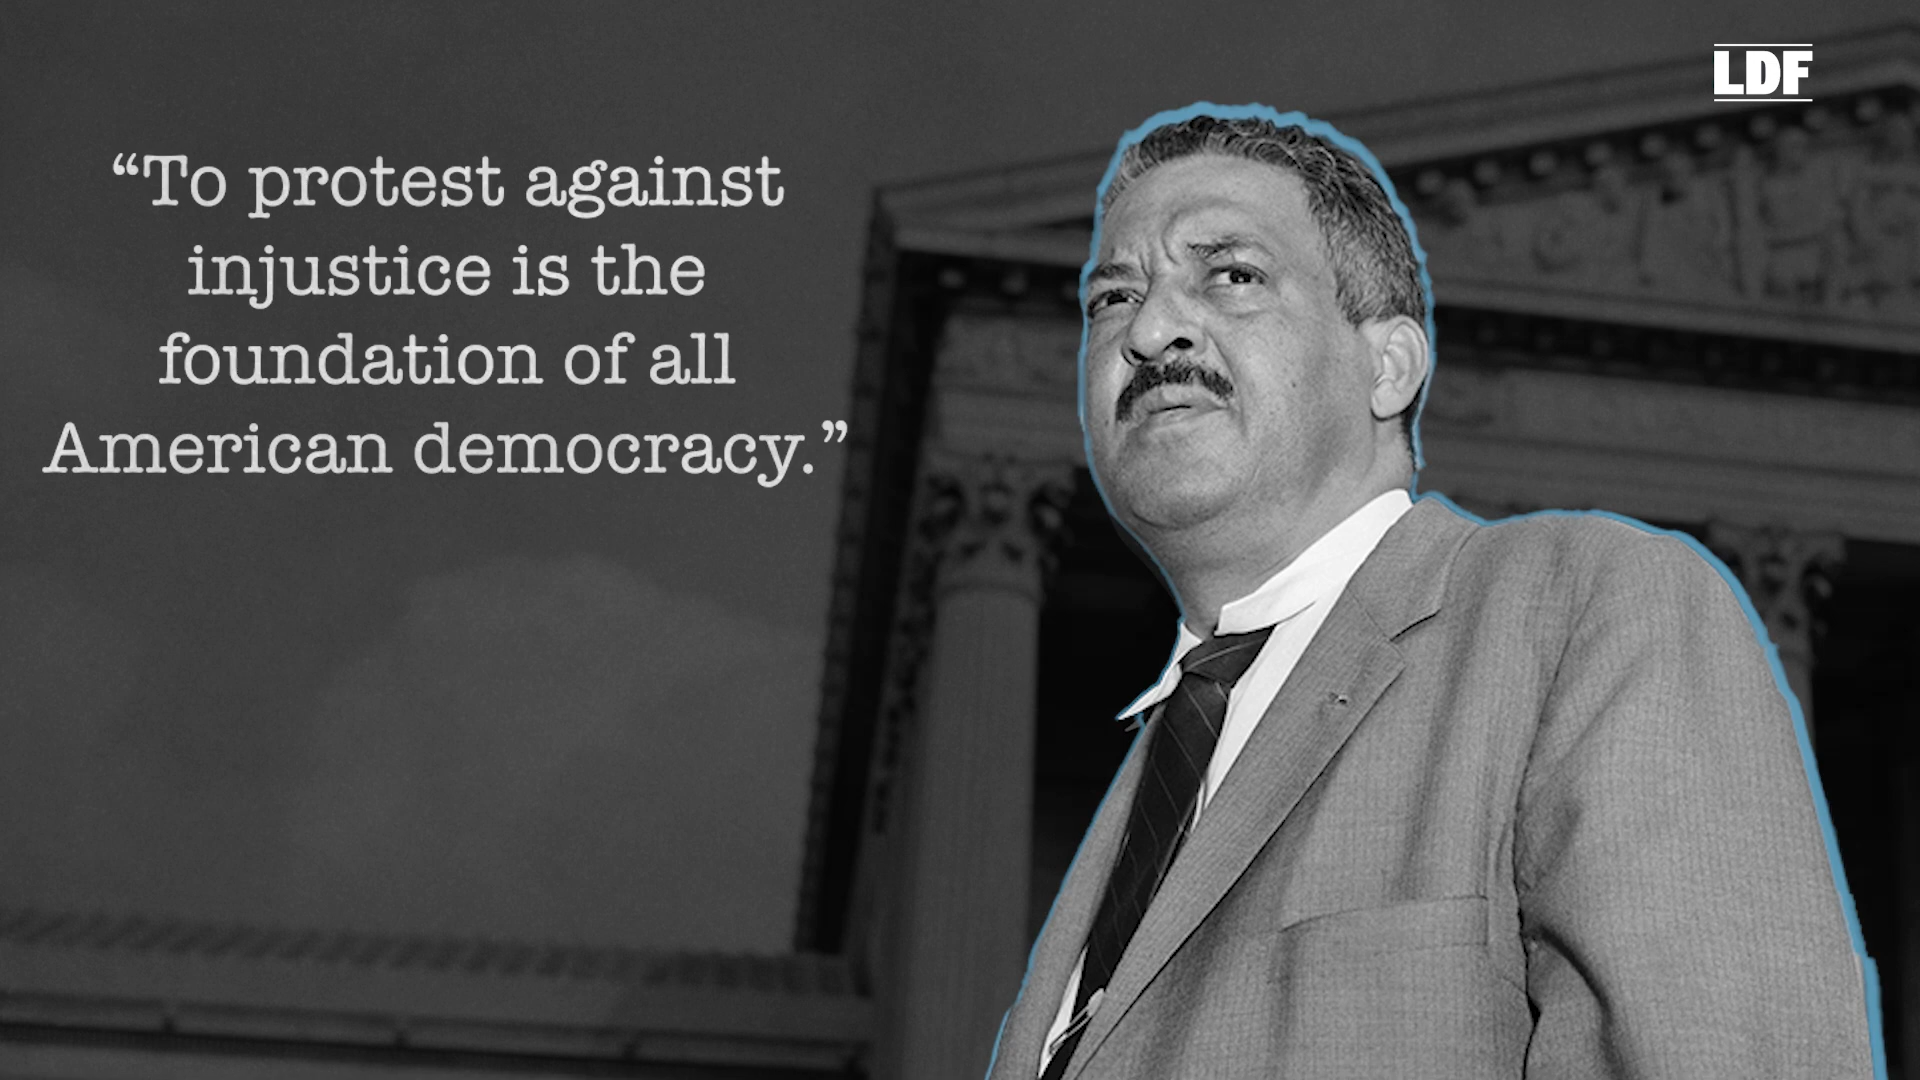 LDF
“To protest against
injustice is the
foundation of all
American democracy.”